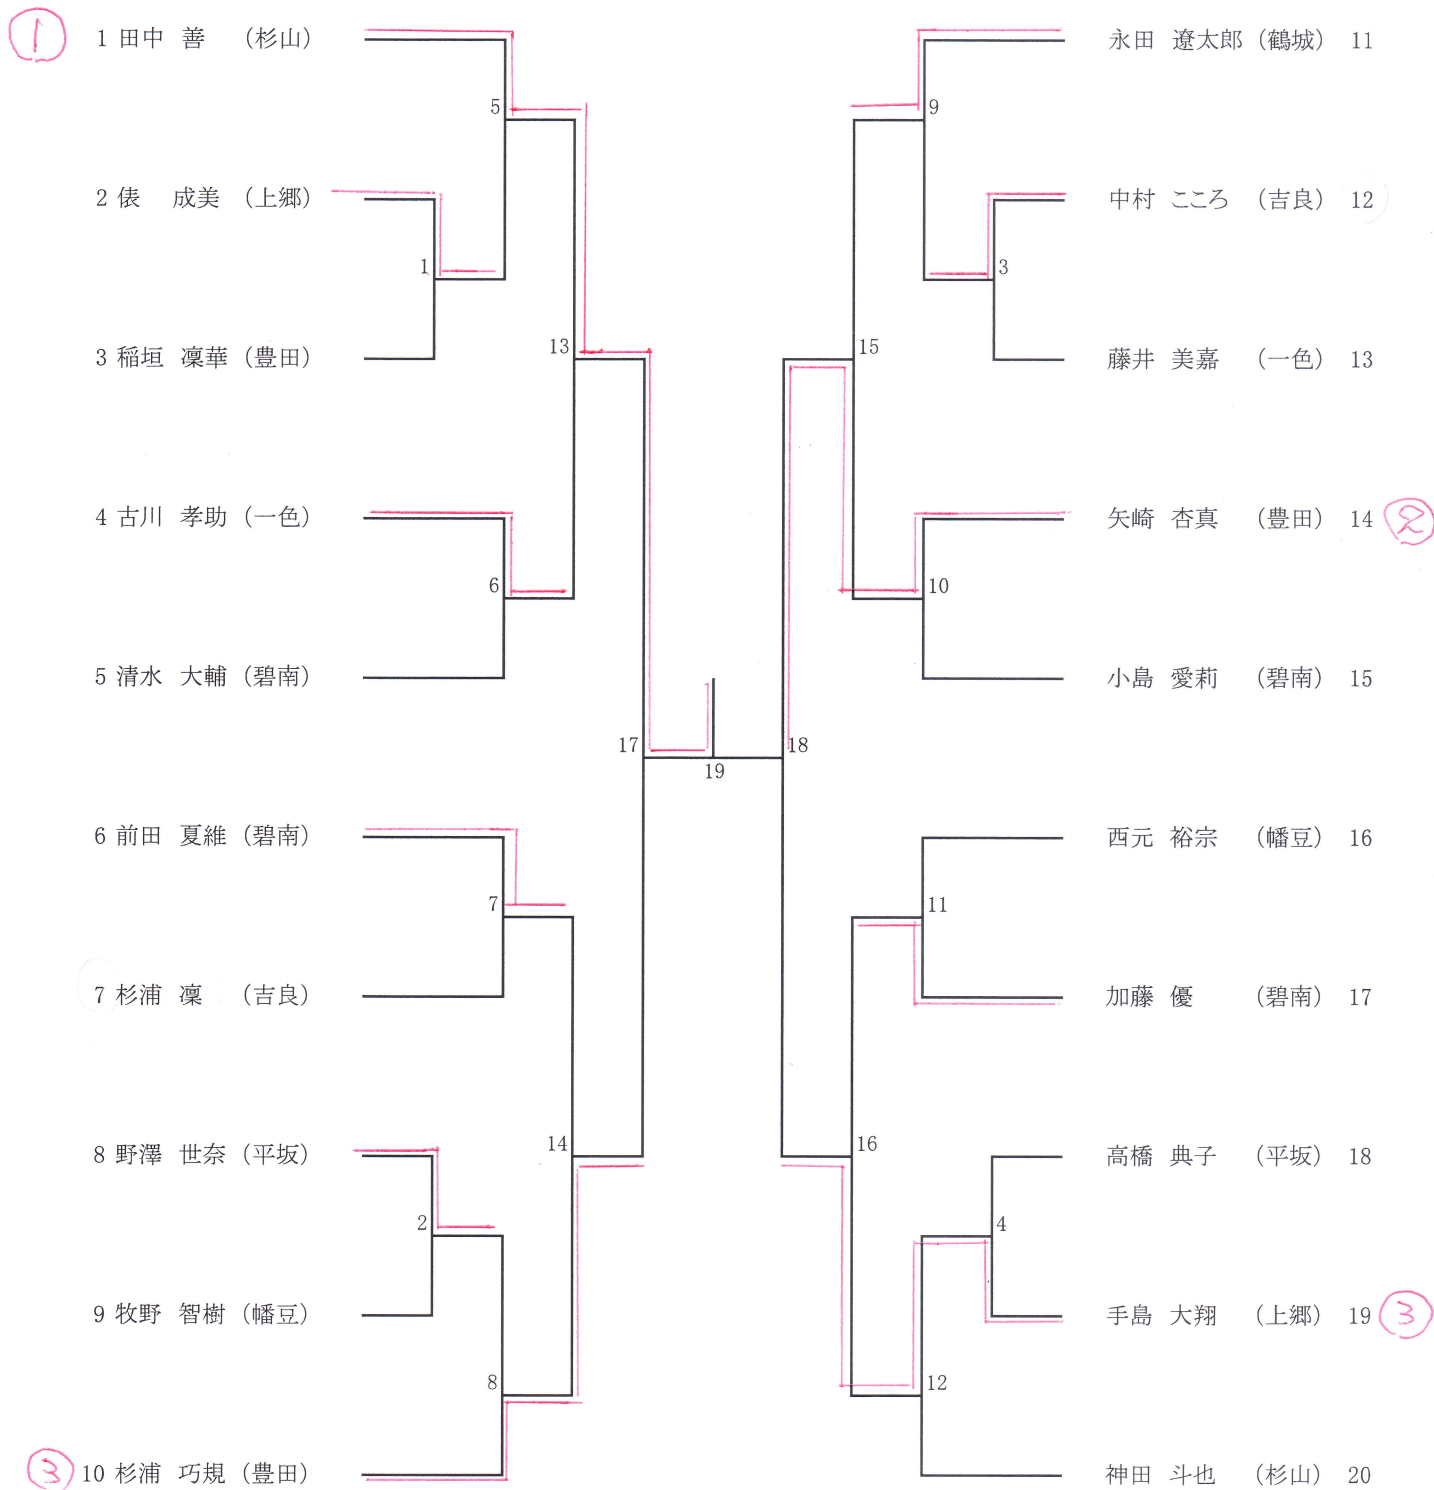 ① 1 田中 善 （杉山）
永田 遼太郎 （鶴城） 11
5
9
2 俵 成美 （上郷）
中村 こころ （吉良） 12
1
3
3 稲垣 凜華 （豊田）
13
15
藤井 美嘉 （一色） 13
4 古川 孝助 （一色）
矢崎 杏真 （豊田） 14 ②
6
10
5 清水 大輔 （碧南）
小島 愛莉 （碧南） 15
17
18
19
6 前田 夏維 （碧南）
西元 裕宗 （幡豆） 16
7
11
7 杉浦 凜 （吉良）
加藤 優 （碧南） 17
8 野澤 世奈 （平坂）
14
16
高橋 典子 （平坂） 18
2
4
9 牧野 智樹 （幡豆）
手島 大翔 （上郷） 19 ③
8
12
③ 10 杉浦 巧規 （豊田）
神田 斗也 （杉山） 20